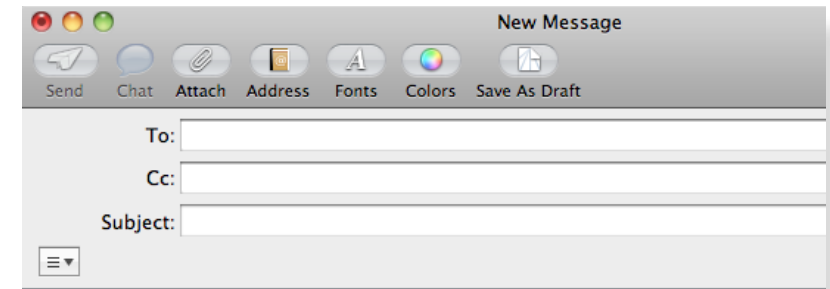 New Message
Send Chat Attach Address Fonts Colors Save As Draft
To:
Cc:
Subject: